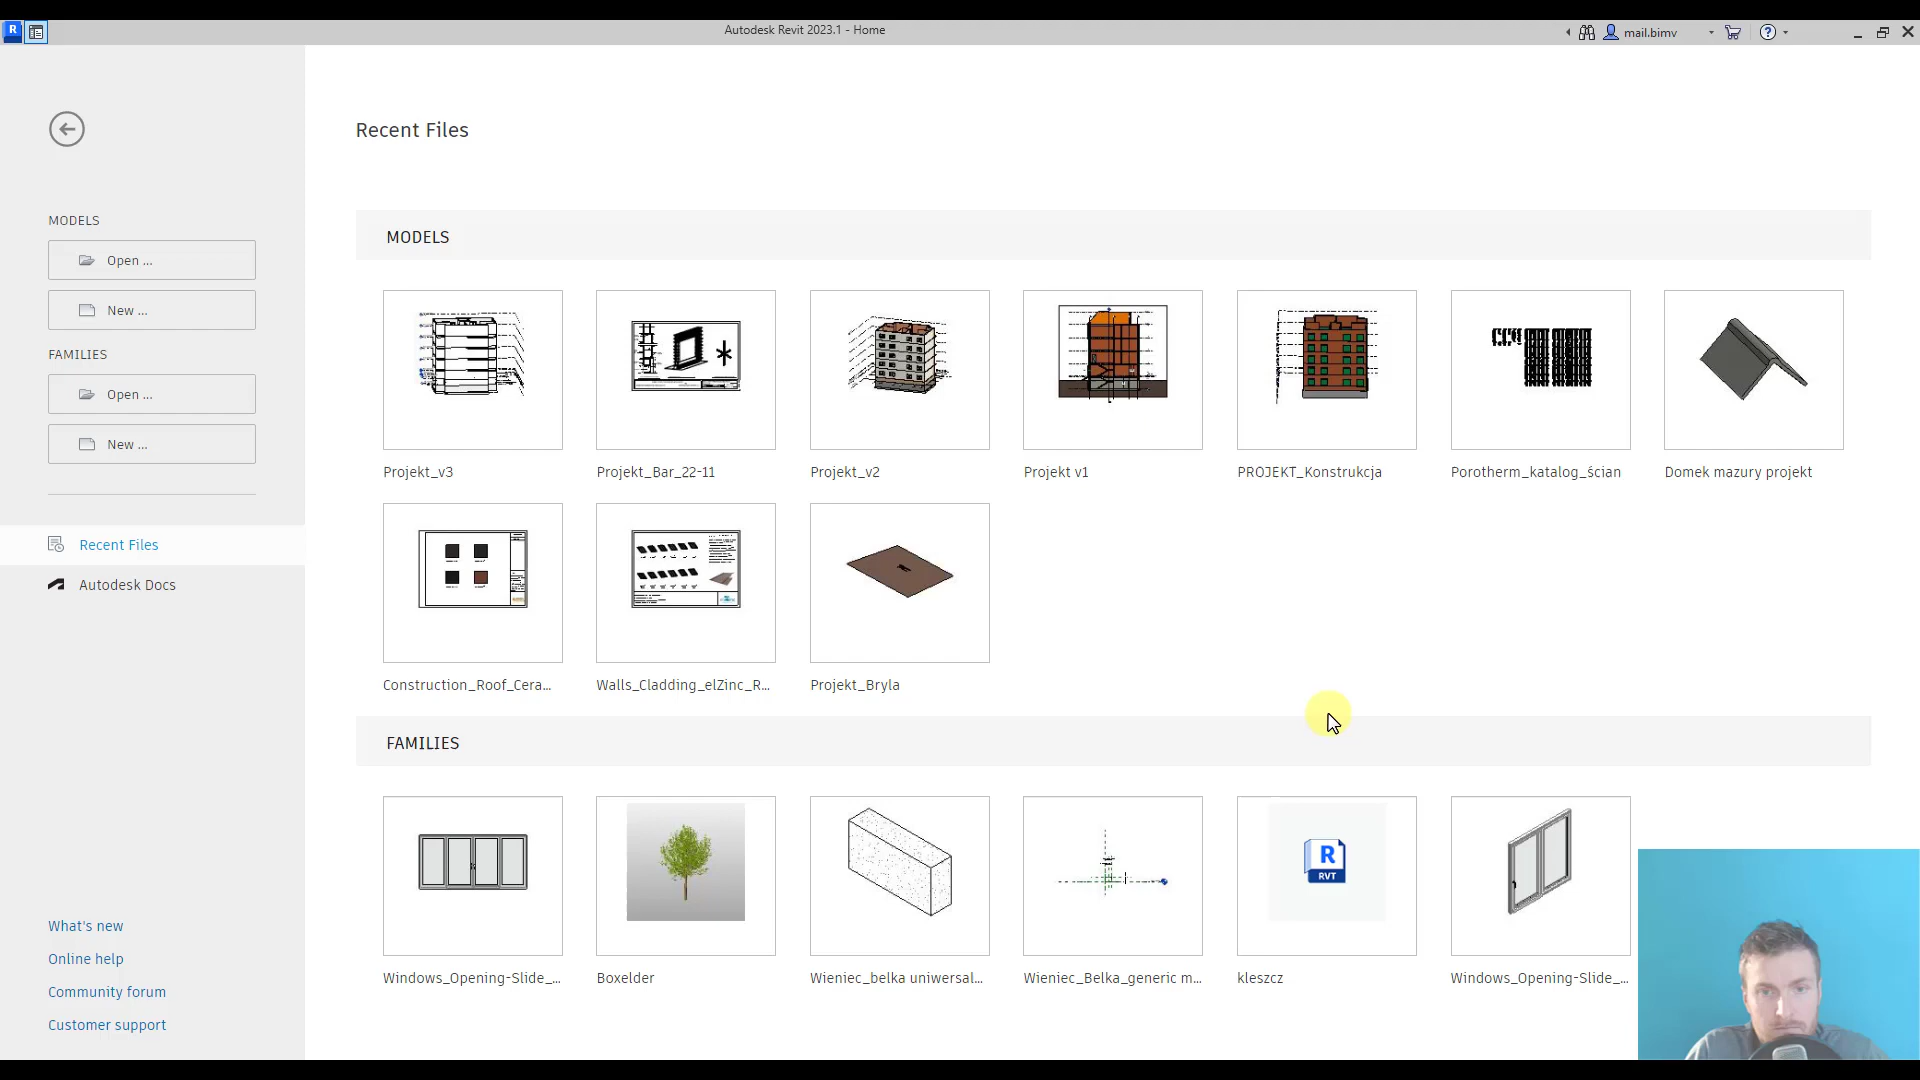 R
Autodesk Revit 2023.1 - Home
mail.bimv
?
MODELS
Open ...
New ...
FAMILIES
Open ...
New ...
Recent Files
Autodesk Docs
What's new
Online help
Community forum
Customer support
Recent Files
MODELS
Projekt_v3
Projekt_Bar_22-11
Projekt_v2
Projekt v1
PROJEKT_Konstrukcja
Porotherm_katalog_ścian
Domek mazury projekt
Construction_Roof_Cera...
Walls_Cladding_elZinc_R...
Projekt_Bryla
FAMILIES
R
RVT
Windows_Opening-Slide_...
Boxelder
Wieniec_belka uniwersal...
Wieniec_Belka_generic m...
kleszcz
Windows_Opening-Slide_...